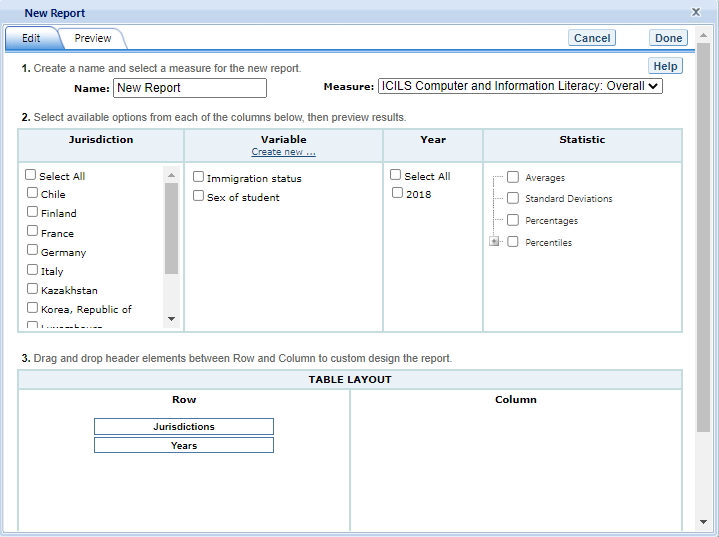 New Report
Edit Preview Cancel Done
Help
1. Create a name and select a measure for the new report.
Name: New Report Measure: ICILS Computer and Information Literacy: Overall
2. Select available options from each of the columns below, then preview results.
Jurisdiction Variable Year Statistic
Create new ...
Select All
Chile
Finland
France
Germany
Italy
Kazakhstan
Korea, Republic of
Immigration status
Sex of student
Select All
2018
Averages
Standard Deviations
Percentages
Percentiles
3. Drag and drop header elements between Row and Column to custom design the report.
TABLE LAYOUT
Row Column
Jurisdictions
Years